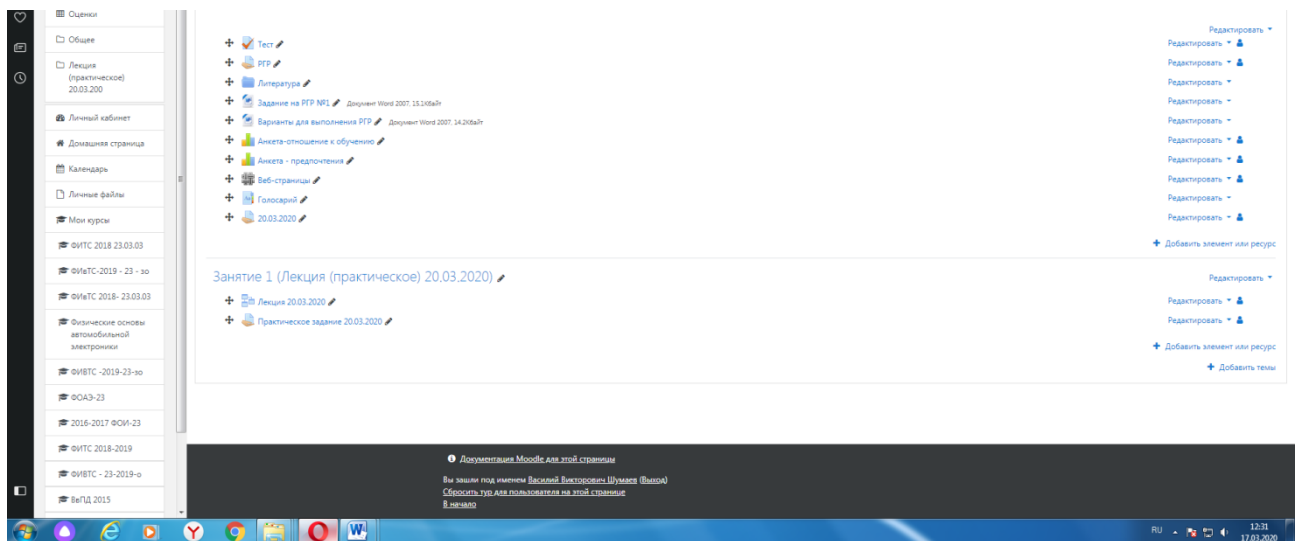 Оценки
Общее
Лекция
(практическое)
20.03.200
Личный кабинет
Домашняя страница
Календарь
Личные файлы
Мои курсы
ФИТС 2018 23.03.03
ФИвТС-2019 - 23 - зо
ФИвТС 2018- 23.03.03
Физические основы
автомобильной
электроники
ФИВТС -2019-23-зо
ФОАЭ-23
2016-2017 ФОИ-23
ФИТС 2018-2019
ФИВТС - 23-2019-о
ВвПД 2015
Редактировать
Тест Редактировать
РГР Редактировать
Литература Редактировать
Задание на РГР №1 Документ Word 2007, 15.1Кбайт Редактировать
Варианты для выполнения РГР Документ Word 2007, 14.2Кбайт Редактировать
Анкета-отношение к обучению Редактировать
Анкета - предпочтения Редактировать
Веб-страницы Редактировать
Голосарий Редактировать
20.03.2020 Редактировать
Добавить элемент или ресурс
Занятие 1 (Лекция (практическое) 20,03,2020) Редактировать
Лекция 20.03.2020 Редактировать
Практическое задание 20.03.2020 Редактировать
Добавить элемент или ресурс
Добавить темы
Документация Moodle для этой страницы
Вы зашли под именем Василий Викторович Шумаев (Выход)
Сбросить тур для пользователя на этой странице
В начало
RU 12:31
17.03.2020